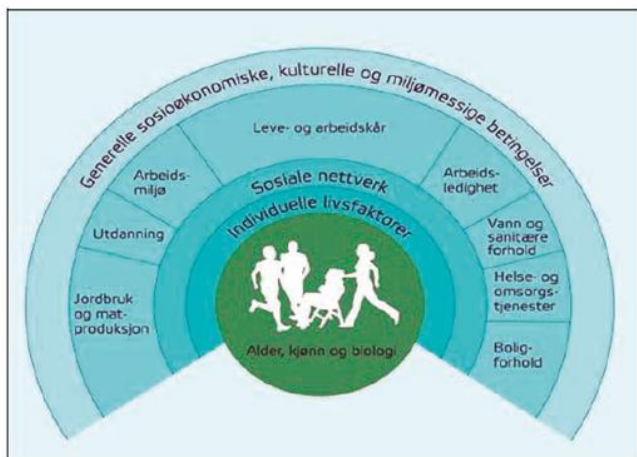 Generelle sosioøkonomiske, kulturelle og miljømessige betingelser
Leve- og arbeidskår
Arbeids-
miljø
Arbeids-
ledighet
Sosiale nettverk
Individuelle livsfaktorer
Utdanning
Vann og
sanitære
forhold
Jordbruk
og mat-
produksjon
Helse- og
omsorgs-
tjenester
Bolig-
forhold
Alder, kjønn og biologi